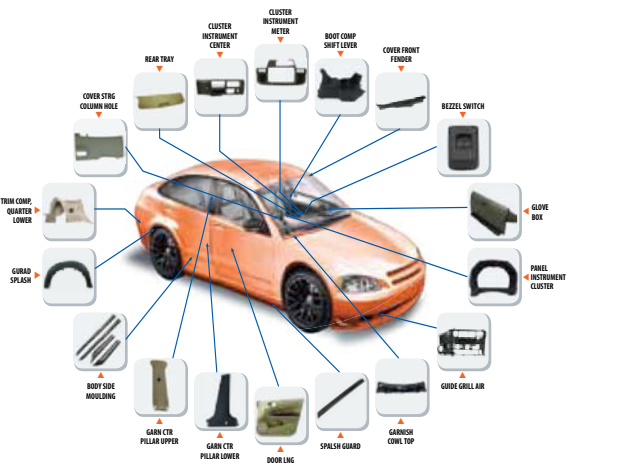 CLUSTER
INSTRUMENT
METER
CLUSTER
INSTRUMENT
CENTER
BOOT COMP
SHIFT LEVER
REAR TRAY
COVER FRONT
FENDER
COVER STRG
COLUMN HOLE
BEZZEL SWITCH
TRIM COMP,
QUARTER
LOWER
GLOVE
BOX
GURAD
SPLASH
PANEL
INSTRUMENT
CLUSTER
BODY SIDE
MOULDING
GUIDE GRILL AIR
GARN CTR
PILLAR UPPER
GARN CTR
PILLAR LOWER
DOOR LNG
SPALSH GUARD
GARNISH
COWL TOP